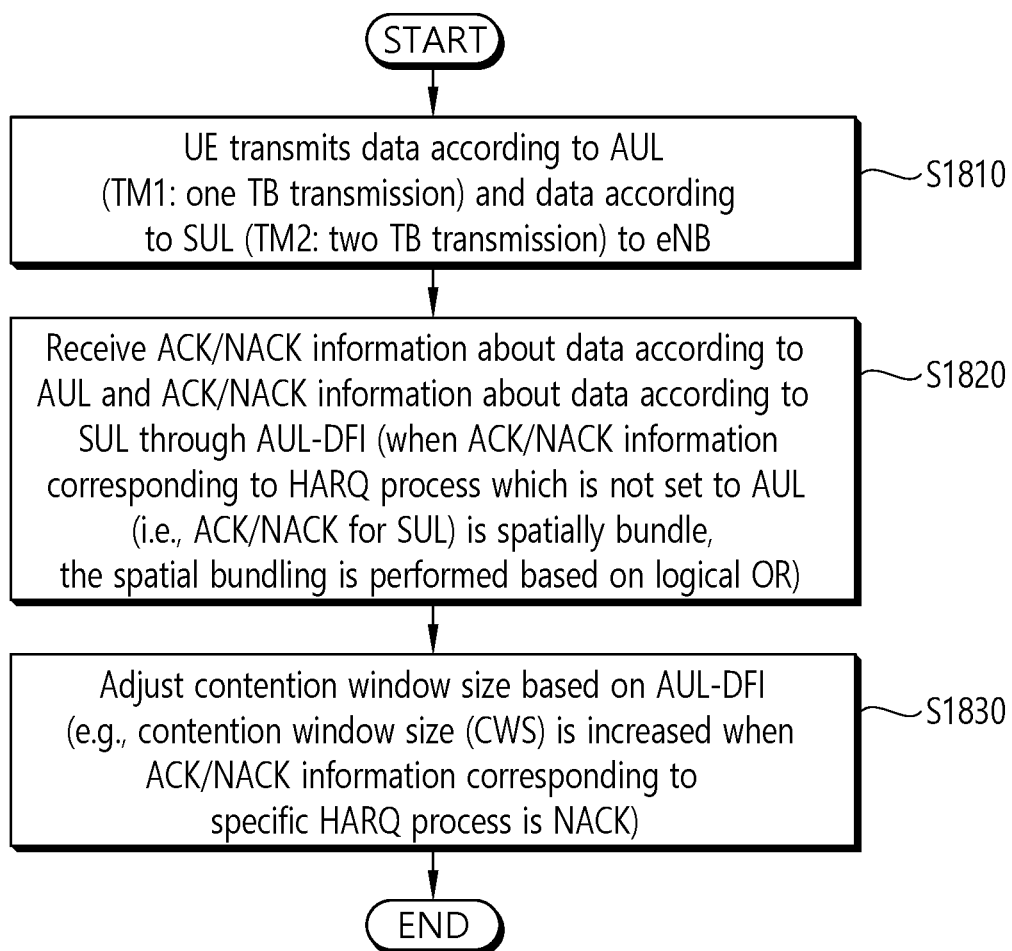 START
UE transmits data according to AUL
(TM1: one TB transmission) and data according
to SUL (TM2: two TB transmission) to eNB
S1810
Receive ACK/NACK information about data according to
AUL and ACK/NACK information about data according to
SUL through AUL-DFI (when ACK/NACK information
corresponding to HARQ process which is not set to AUL
(i.e., ACK/NACK for SUL) is spatially bundle,
the spatial bundling is performed based on logical OR)
S1820
Adjust contention window size based on AUL-DFI
(e.g., contention window size (CWS) is increased when
ACK/NACK information corresponding to
specific HARQ process is NACK)
S1830
END